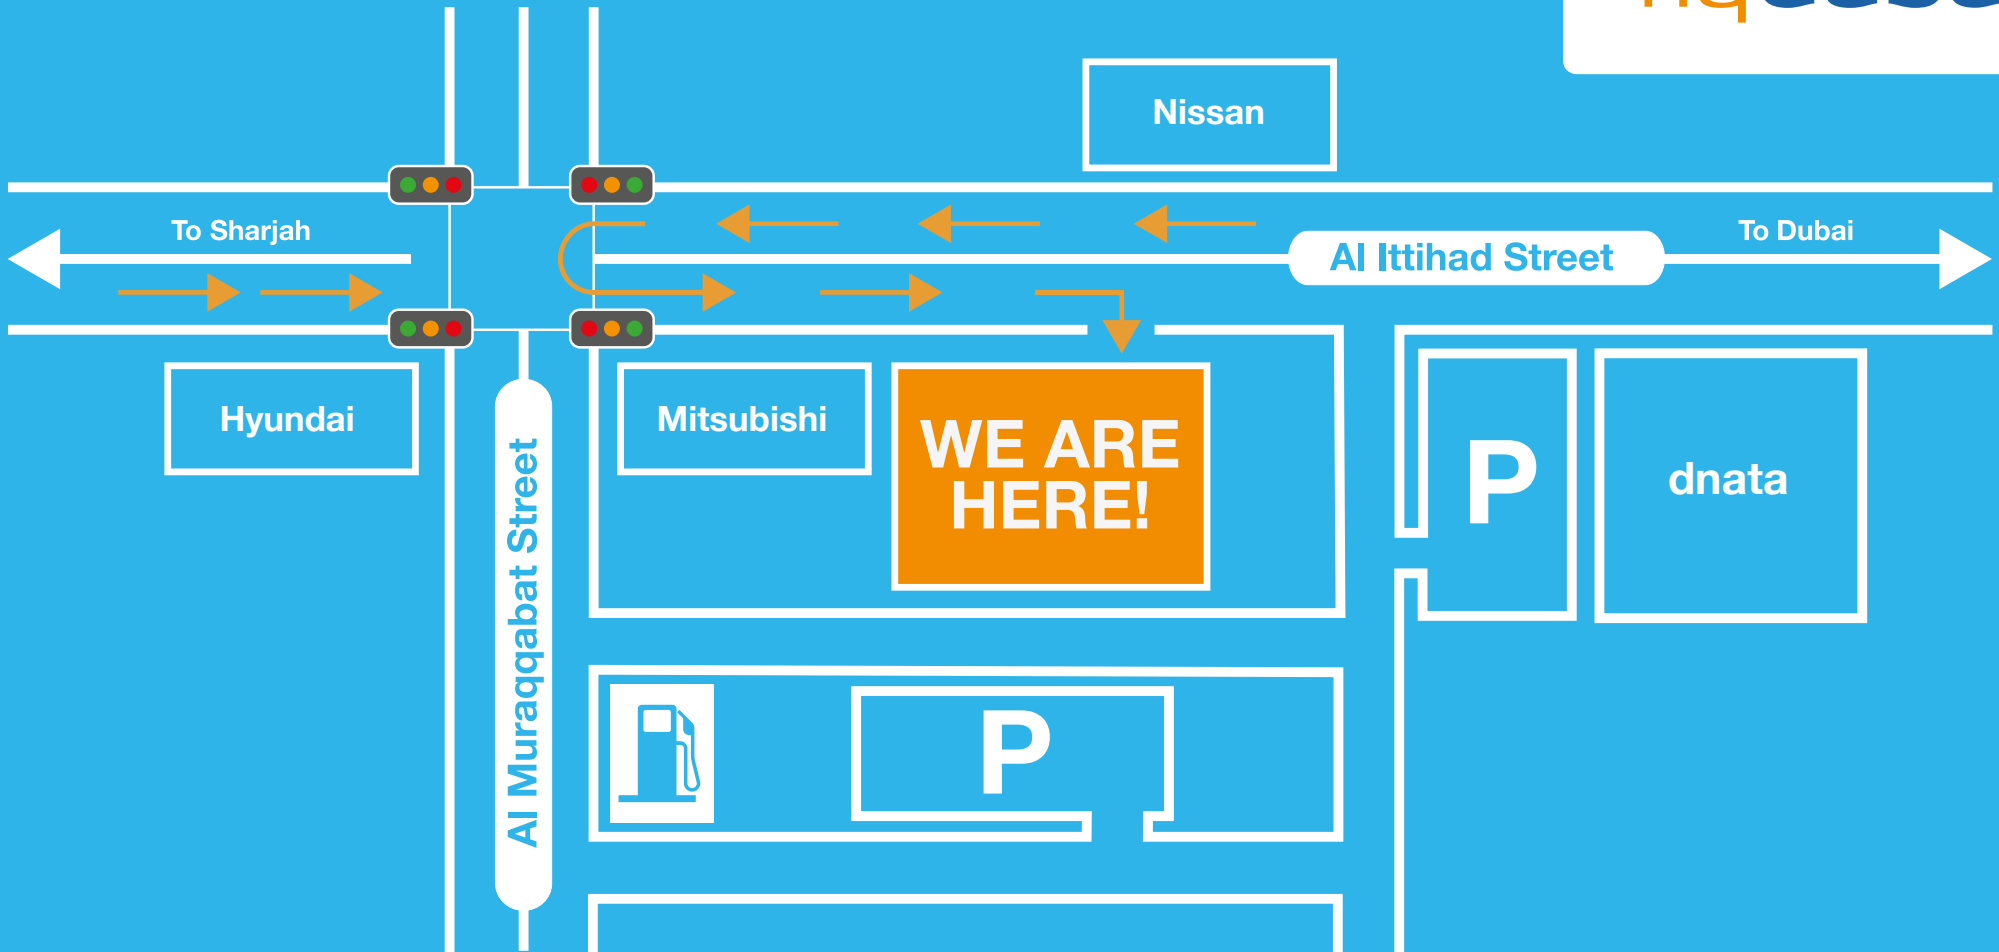 Nissan
To Sharjah
To Dubai
Al Ittihad Street
Hyundai
Mitsubishi
WE ARE
HERE!
P
dnata
Al Muraqqabat Street
P